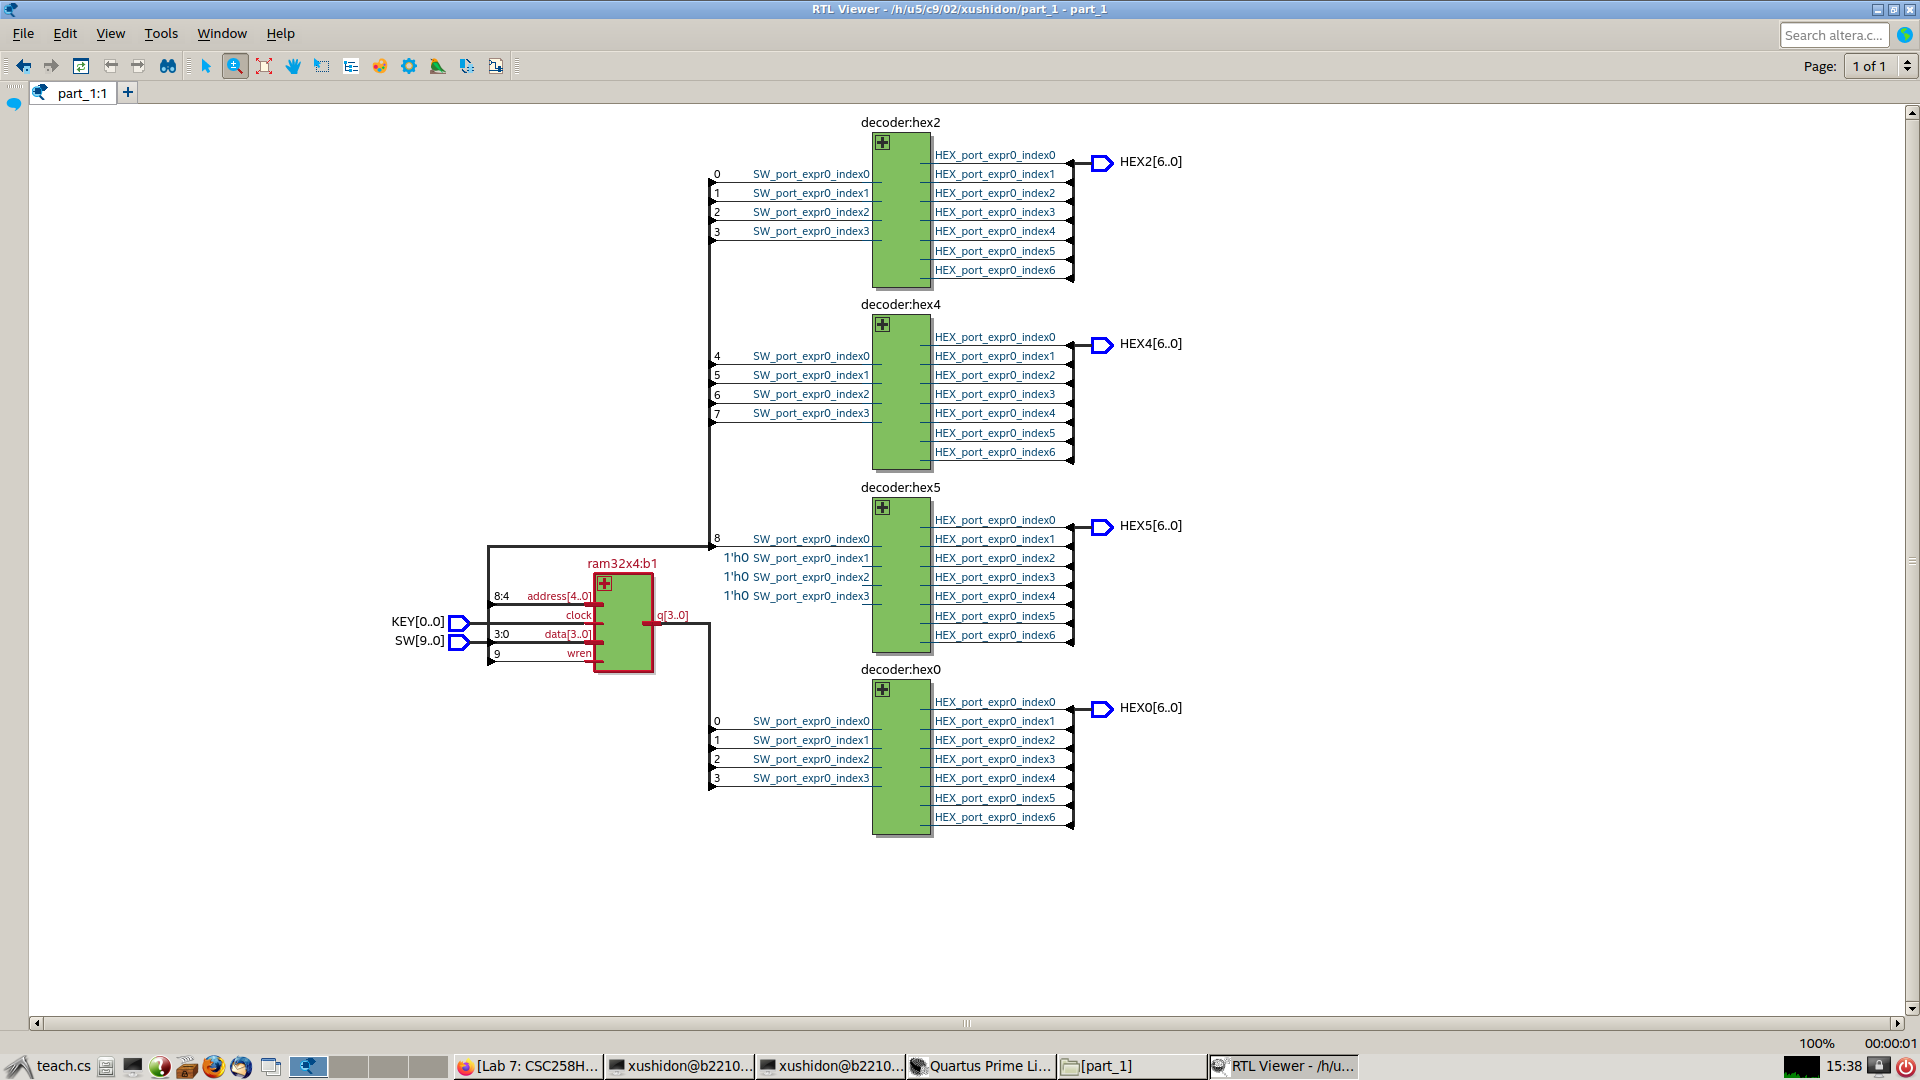 RTL Viewer - /h/u5/c9/02/xushidon/part_1 - part_1
File Edit View Tools Window Help
Search altera.c...
Page: 1 of 1
part_1:1
decoder:hex2
HEX_port_expr0_index0
HEX2[6..0]
0 SW_port_expr0_index0 HEX_port_expr0_index1
1 SW_port_expr0_index1 HEX_port_expr0_index2
2 SW_port_expr0_index2 HEX_port_expr0_index3
3 SW_port_expr0_index3 HEX_port_expr0_index4
HEX_port_expr0_index5
HEX_port_expr0_index6
decoder:hex4
HEX_port_expr0_index0
HEX4[6..0]
4 SW_port_expr0_index0 HEX_port_expr0_index1
5 SW_port_expr0_index1 HEX_port_expr0_index2
6 SW_port_expr0_index2 HEX_port_expr0_index3
7 SW_port_expr0_index3 HEX_port_expr0_index4
HEX_port_expr0_index5
HEX_port_expr0_index6
decoder:hex5
HEX_port_expr0_index0
HEX5[6..0]
8 SW_port_expr0_index0 HEX_port_expr0_index1
1'h0 SW_port_expr0_index1 HEX_port_expr0_index2
1'h0 SW_port_expr0_index2 HEX_port_expr0_index3
1'h0 SW_port_expr0_index3 HEX_port_expr0_index4
HEX_port_expr0_index5
HEX_port_expr0_index6
ram32x4:b1
8:4 address[4..0]
KEY[0..0] clock q[3..0]
SW[9..0] 3:0 data[3..0]
9 wren
decoder:hex0
HEX_port_expr0_index0
HEX0[6..0]
0 SW_port_expr0_index0 HEX_port_expr0_index1
1 SW_port_expr0_index1 HEX_port_expr0_index2
2 SW_port_expr0_index2 HEX_port_expr0_index3
3 SW_port_expr0_index3 HEX_port_expr0_index4
HEX_port_expr0_index5
HEX_port_expr0_index6
100% 00:00:01
teach.cs [Lab 7: CSC258H... xushidon@b2210... xushidon@b2210... Quartus Prime Li... [part_1] RTL Viewer - /h/u... 15:38